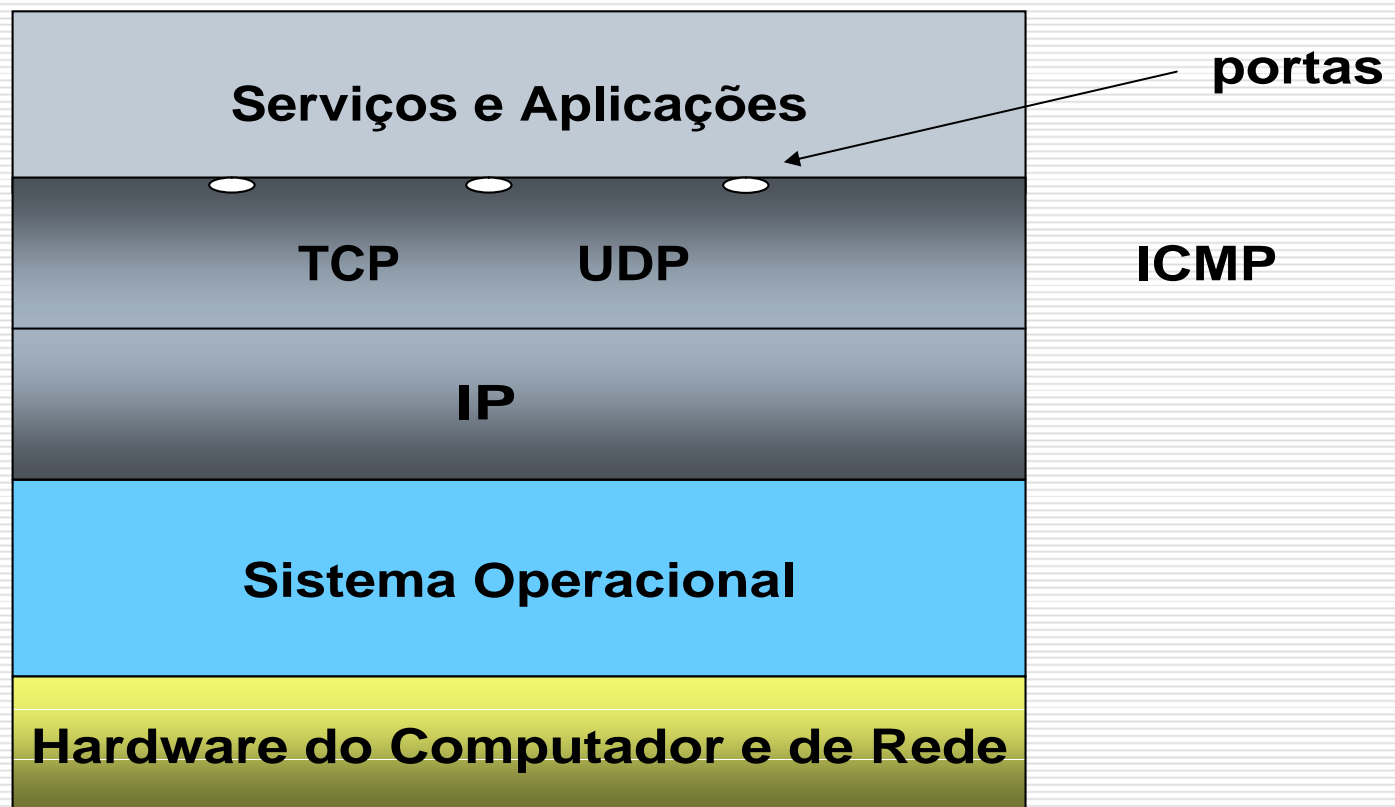 portas
Serviços e Aplicações
TCP
UDP
ICMP
IP
Sistema Operacional
Hardware do Computador e de Rede